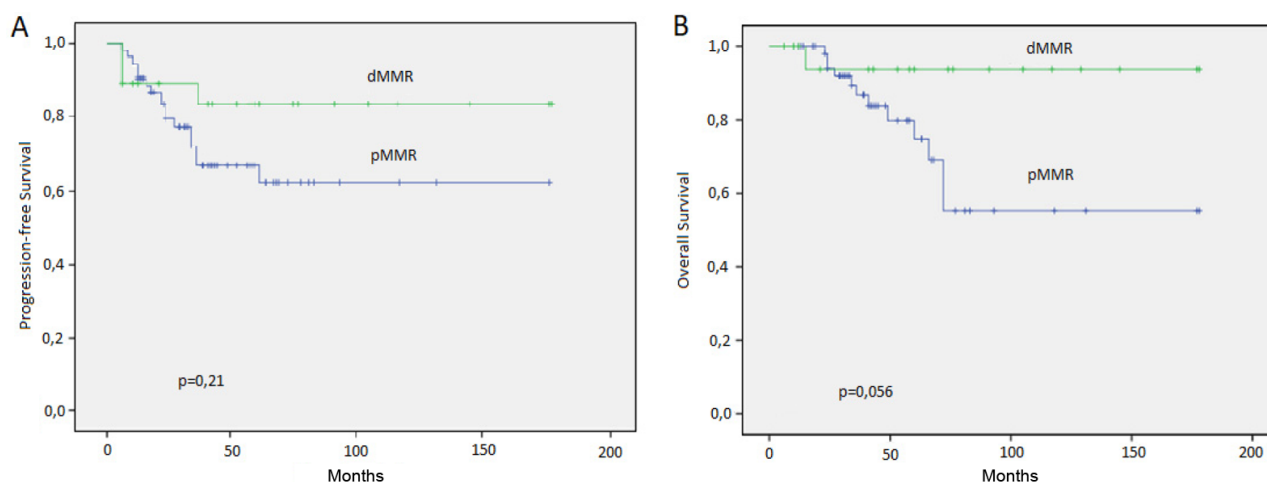 A
Progression-free Survival
1,0
0,8
0,6
0,4
0,2
0,0
dMMR
pMMR
p=0,21
0
50
100
150
200
Months
B
Overall Survival
1,0
0,8
0,6
0,4
0,2
0,0
dMMR
pMMR
p=0,056
0
50
100
150
200
Months